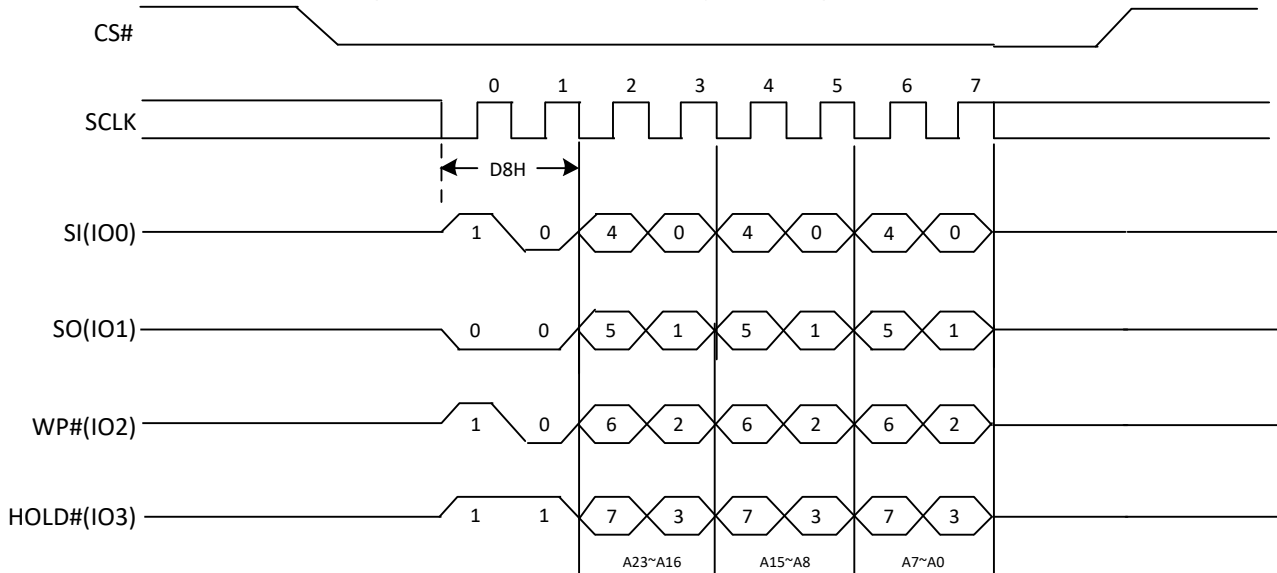 CS#
0 1 2 3 4 5 6 7
SCLK
D8H
SI(IO0) 1 0 4 0 4 0 4 0
SO(IO1) 0 0 5 1 5 1 5 1
WP#(IO2) 1 0 6 2 6 2 6 2
HOLD#(IO3) 1 1 7 3 7 3 7 3
A23~A16 A15~A8 A7~A0